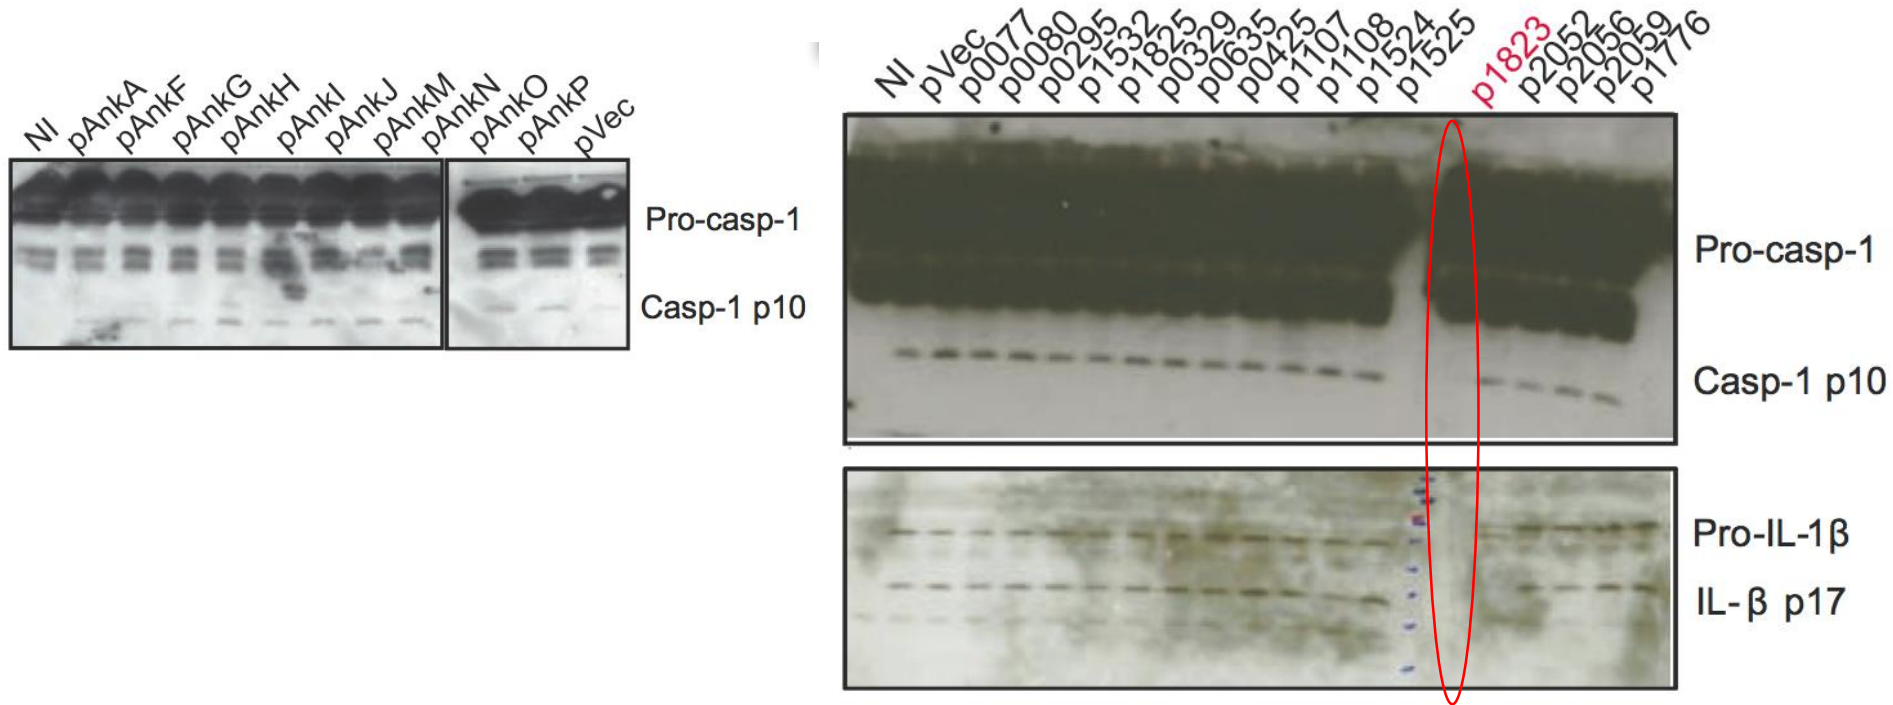 NI pAnkA pAnkF pAnkG pAnkH pAnkI pAnkJ pAnkM pAnkN pAnkO pAnkP pVec
Pro-casp-1
Casp-1 p10
NI pVec p0077 p0080 p0295 p1532 p1825 p0329 p0635 p0425 p1107 p1108 p1524 p1525 p1823 p2052 p2056 p2059 p1776
Pro-casp-1
Casp-1 p10
Pro-IL-1β
IL-β p17